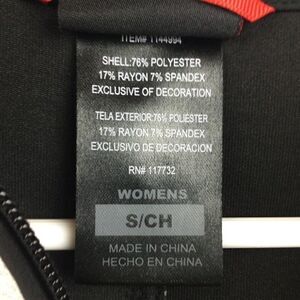 ITEM# 1144994
SHELL:76% POLYESTER
17% RAYON 7% SPANDEX
EXCLUSIVE OF DECORATION
TELA EXTERIOR:76% POLIESTER
17% RAYON 7% SPANDEX
EXCLUSIVO DE DECORACION
RN# 117732
WOMENS
S/CH
MADE IN CHINA
HECHO EN CHINA